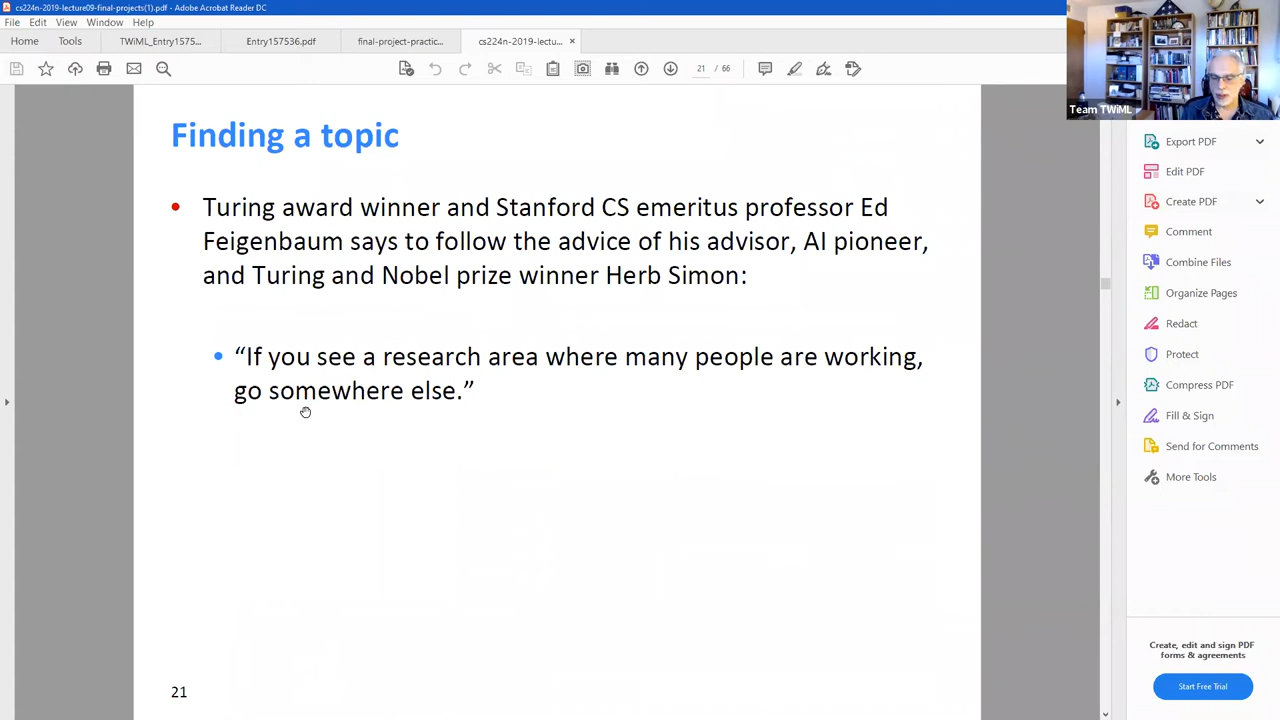 cs224n-2019-lecture09-final-projects(1).pdf - Adobe Acrobat Reader DC
File Edit View Window Help
Home Tools TWiML_Entry1575... Entry157536.pdf final-project-practic... cs224n-2019-lectu... ×
21 / 66
Team TWiML
Finding a topic
• Turing award winner and Stanford CS emeritus professor Ed
Feigenbaum says to follow the advice of his advisor, AI pioneer,
and Turing and Nobel prize winner Herb Simon:
• “If you see a research area where many people are working,
go somewhere else.”
21
Export PDF
Edit PDF
Create PDF
Comment
Combine Files
Organize Pages
Redact
Protect
Compress PDF
Fill & Sign
Send for Comments
More Tools
Create, edit and sign PDF
forms & agreements
Start Free Trial